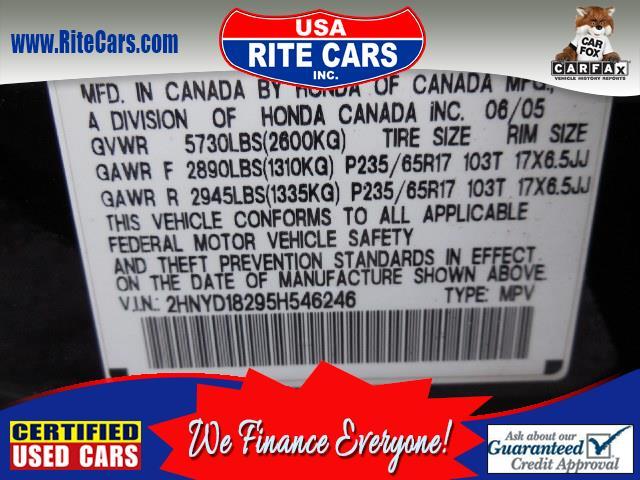 www.RiteCars.com
USA
RITE CARS
INC.
CAR
FOX
CARFAX
VEHICLE HISTORY REPORTS
MFD. IN CANADA BY HONDA OF CANADA MFG.,
A DIVISION OF HONDA CANADA INC. 06/05
GVWR 5730LBS(2600KG) TIRE SIZE RIM SIZE
GAWR F 2890LBS(1310KG) P235/65R17 103T 17X6.5JJ
GAWR R 2945LBS(1335KG) P235/65R17 103T 17X6.5JJ
THIS VEHICLE CONFORMS TO ALL APPLICABLE
FEDERAL MOTOR VEHICLE SAFETY
AND THEFT PREVENTION STANDARDS IN EFFECT
ON THE DATE OF MANUFACTURE SHOWN ABOVE.
V.I.N.: 2HNYD18295H546246 TYPE: MPV
CERTIFIED
USED CARS
We Finance Everyone!
Ask about our
Guaranteed
Credit Approval